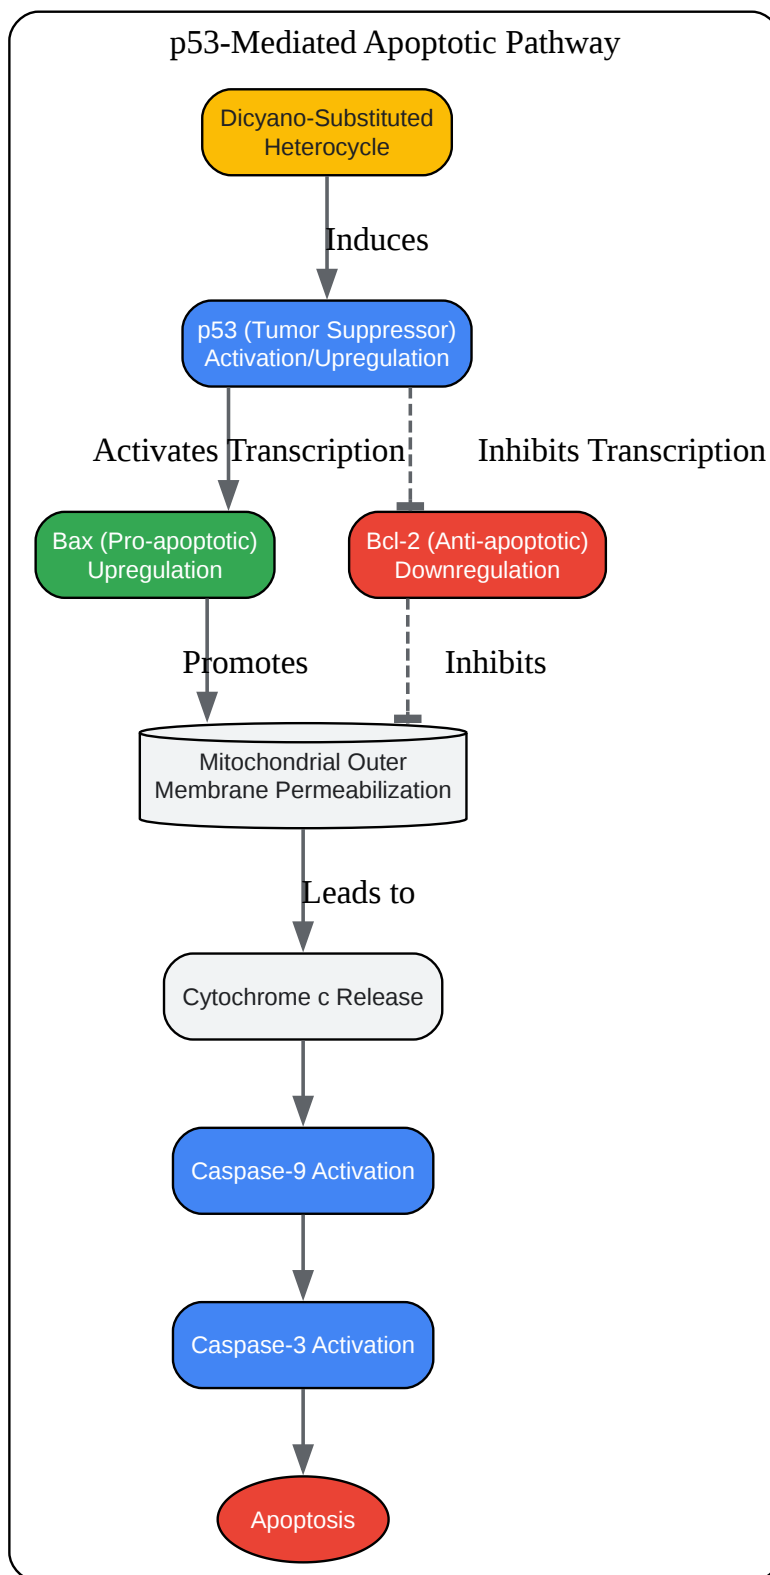 p53-Mediated Apoptotic Pathway
Dicyano-Substituted
Heterocycle
Induces
p53 (Tumor Suppressor)
Activation/Upregulation
Activates Transcription
Inhibits Transcription
Bax (Pro-apoptotic)
Upregulation
Bcl-2 (Anti-apoptotic)
Downregulation
Promotes
Inhibits
Mitochondrial Outer
Membrane Permeabilization
Leads to
Cytochrome c Release
Caspase-9 Activation
Caspase-3 Activation
Apoptosis